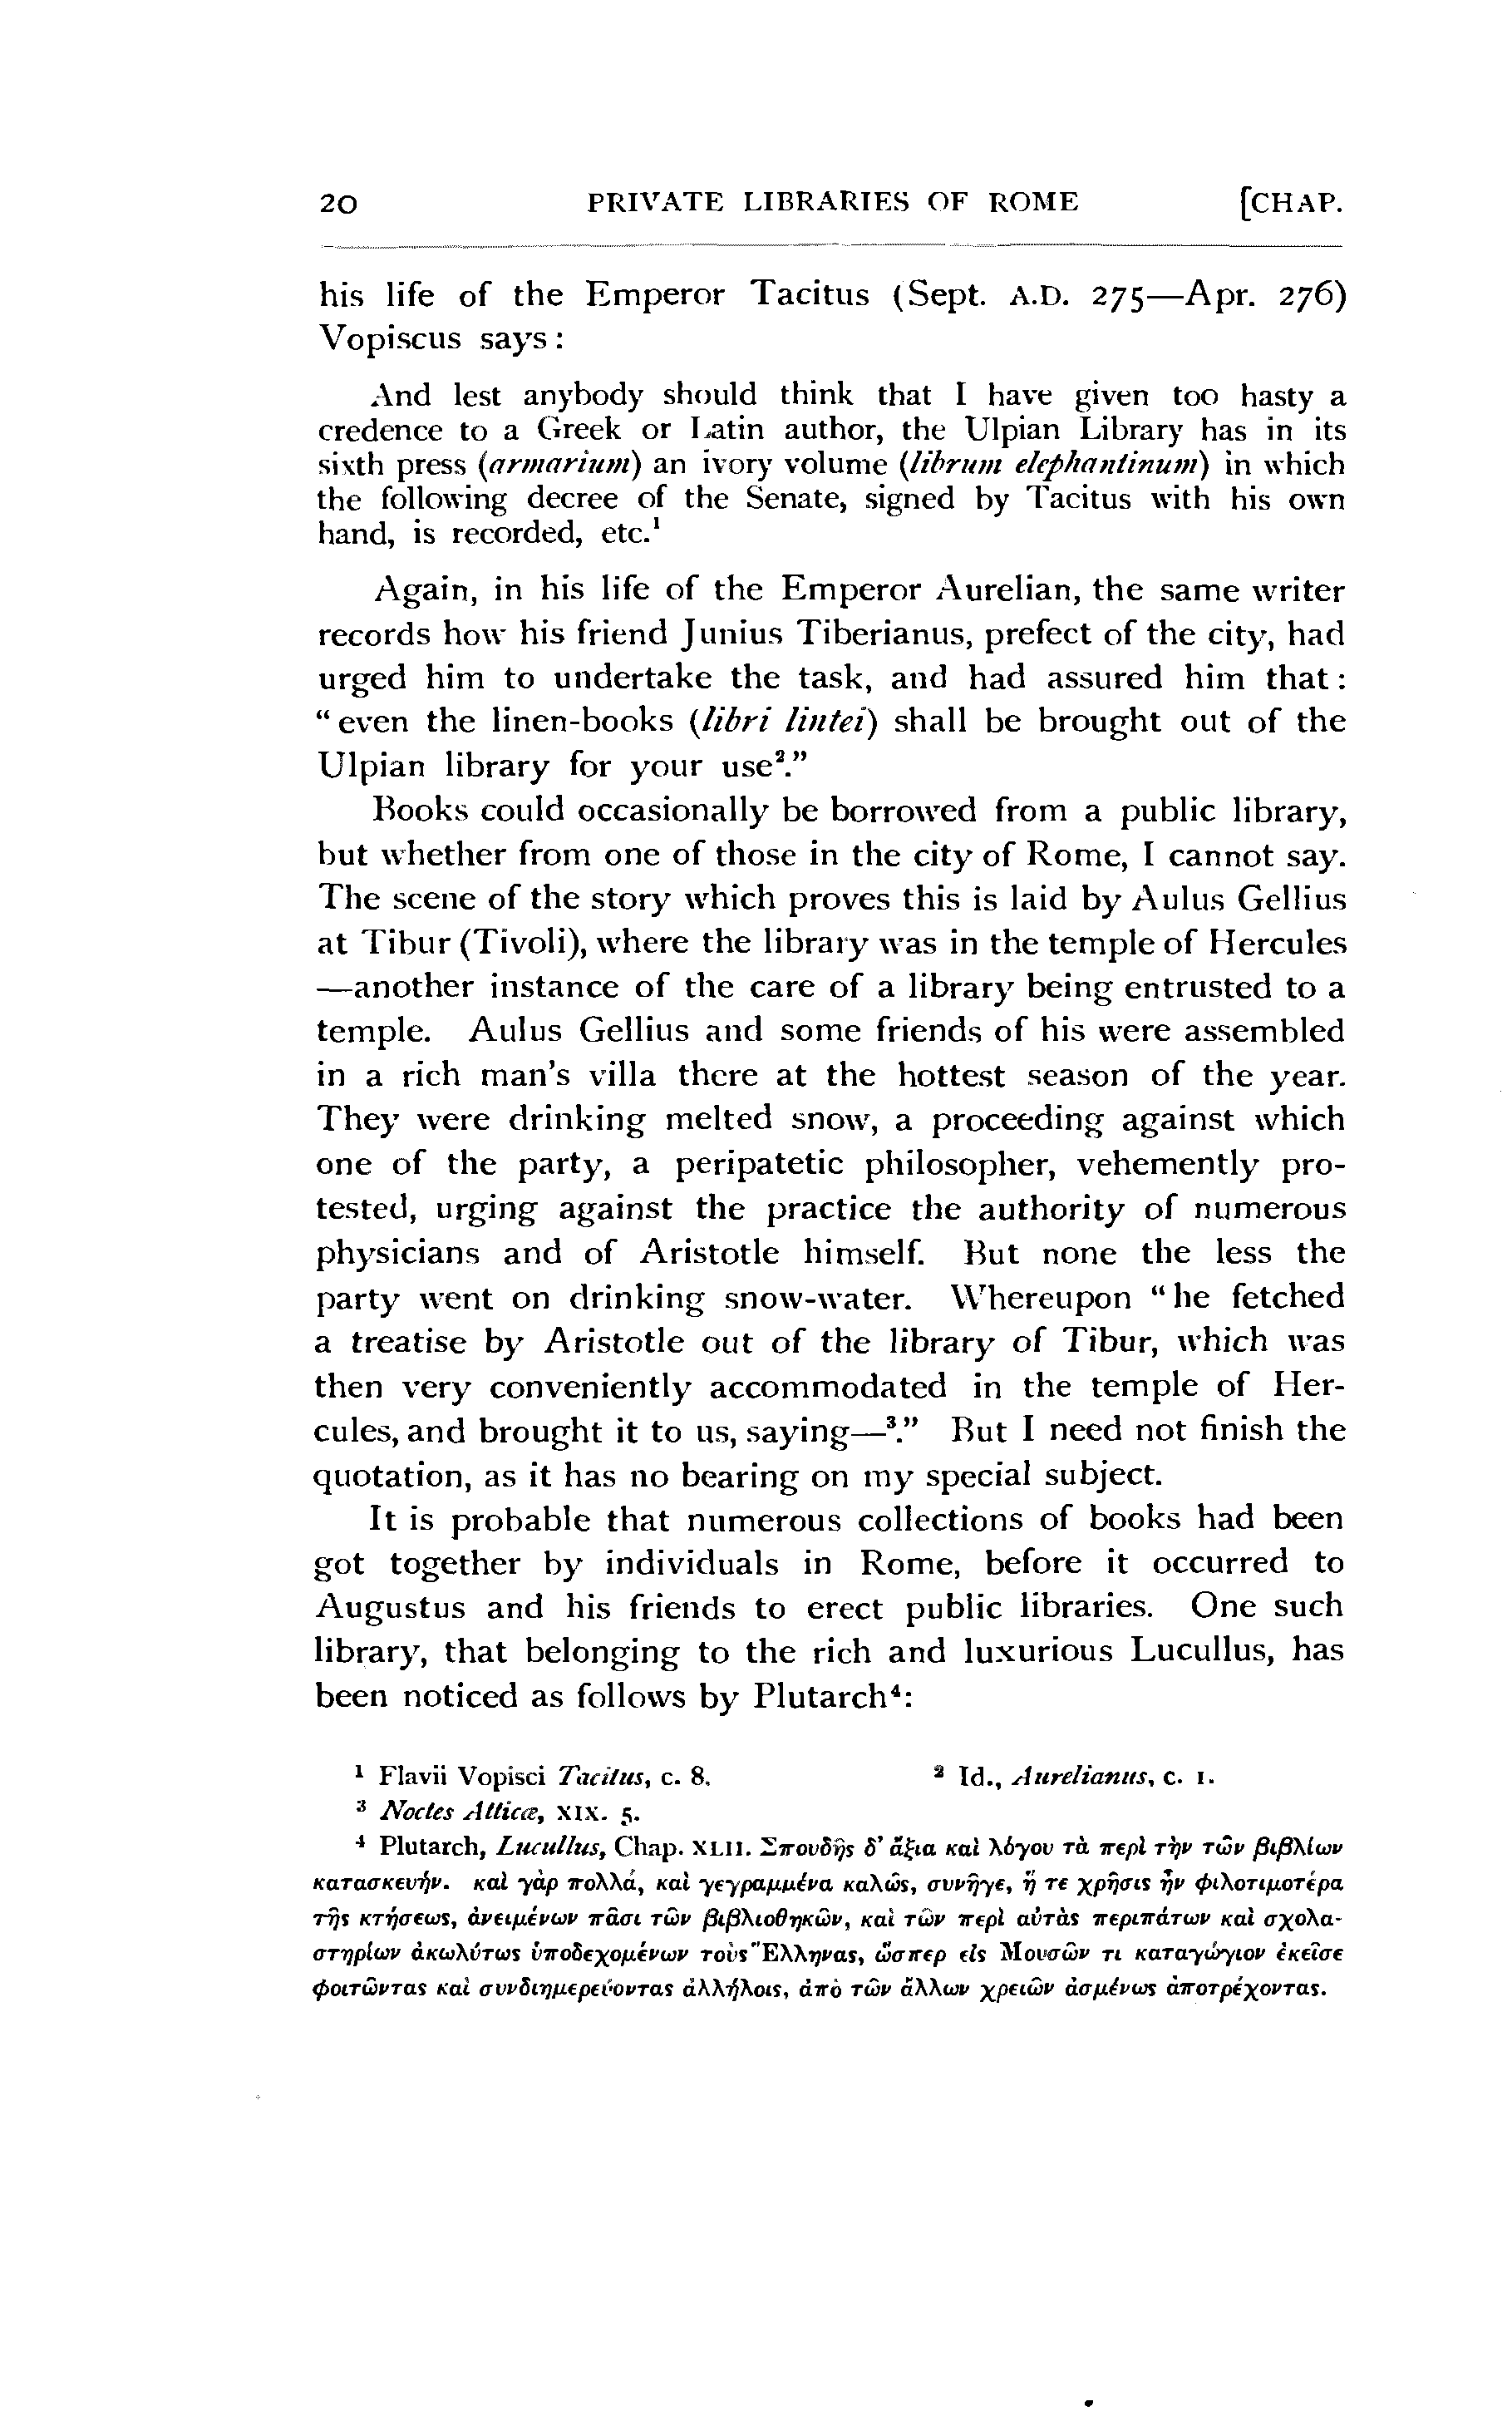 20 PRIVATE LIBRARIES OF ROME [CHAP.
his life of the Emperor Tacitus (Sept. A.D. 275—Apr. 276)
Vopiscus says:
And lest anybody should think that I have given too hasty a
credence to a Greek or Latin author, the Ulpian Library has in its
sixth press (armarium) an ivory volume (librum elephantinum) in which
the following decree of the Senate, signed by Tacitus with his own
hand, is recorded, etc.¹
Again, in his life of the Emperor Aurelian, the same writer
records how his friend Junius Tiberianus, prefect of the city, had
urged him to undertake the task, and had assured him that:
"even the linen-books (libri lintei) shall be brought out of the
Ulpian library for your use²."
Books could occasionally be borrowed from a public library,
but whether from one of those in the city of Rome, I cannot say.
The scene of the story which proves this is laid by Aulus Gellius
at Tibur (Tivoli), where the library was in the temple of Hercules
—another instance of the care of a library being entrusted to a
temple. Aulus Gellius and some friends of his were assembled
in a rich man's villa there at the hottest season of the year.
They were drinking melted snow, a proceeding against which
one of the party, a peripatetic philosopher, vehemently pro-
tested, urging against the practice the authority of numerous
physicians and of Aristotle himself. But none the less the
party went on drinking snow-water. Whereupon "he fetched
a treatise by Aristotle out of the library of Tibur, which was
then very conveniently accommodated in the temple of Her-
cules, and brought it to us, saying—³." But I need not finish the
quotation, as it has no bearing on my special subject.
It is probable that numerous collections of books had been
got together by individuals in Rome, before it occurred to
Augustus and his friends to erect public libraries. One such
library, that belonging to the rich and luxurious Lucullus, has
been noticed as follows by Plutarch⁴:
¹ Flavii Vopisci Tacitus, c. 8. ² Id., Aurelianus, c. 1.
³ Noctes Atticæ, XIX. 5.
⁴ Plutarch, Lucullus, Chap. XLII. Σπουδῆς δ' ἄξια καὶ λόγου τὰ περὶ τὴν τῶν βιβλίων
κατασκευήν. καὶ γὰρ πολλά, καὶ γεγραμμένα καλῶς, συνῆγε, ἥ τε χρῆσις ἦν φιλοτιμοτέρα
τῆς κτήσεως, ἀνειμένων πᾶσι τῶν βιβλιοθηκῶν, καὶ τῶν περὶ αὐτὰς περιπάτων καὶ σχολα-
στηρίων ἀκωλύτως ὑποδεχομένων τοὺς Ἕλληνας, ὥσπερ εἰς Μουσῶν τι καταγώγιον ἐκεῖσε
φοιτῶντας καὶ συνδιημερεύοντας ἀλλήλοις, ἀπὸ τῶν ἄλλων χρειῶν ἀσμένως ἀποτρέχοντας.